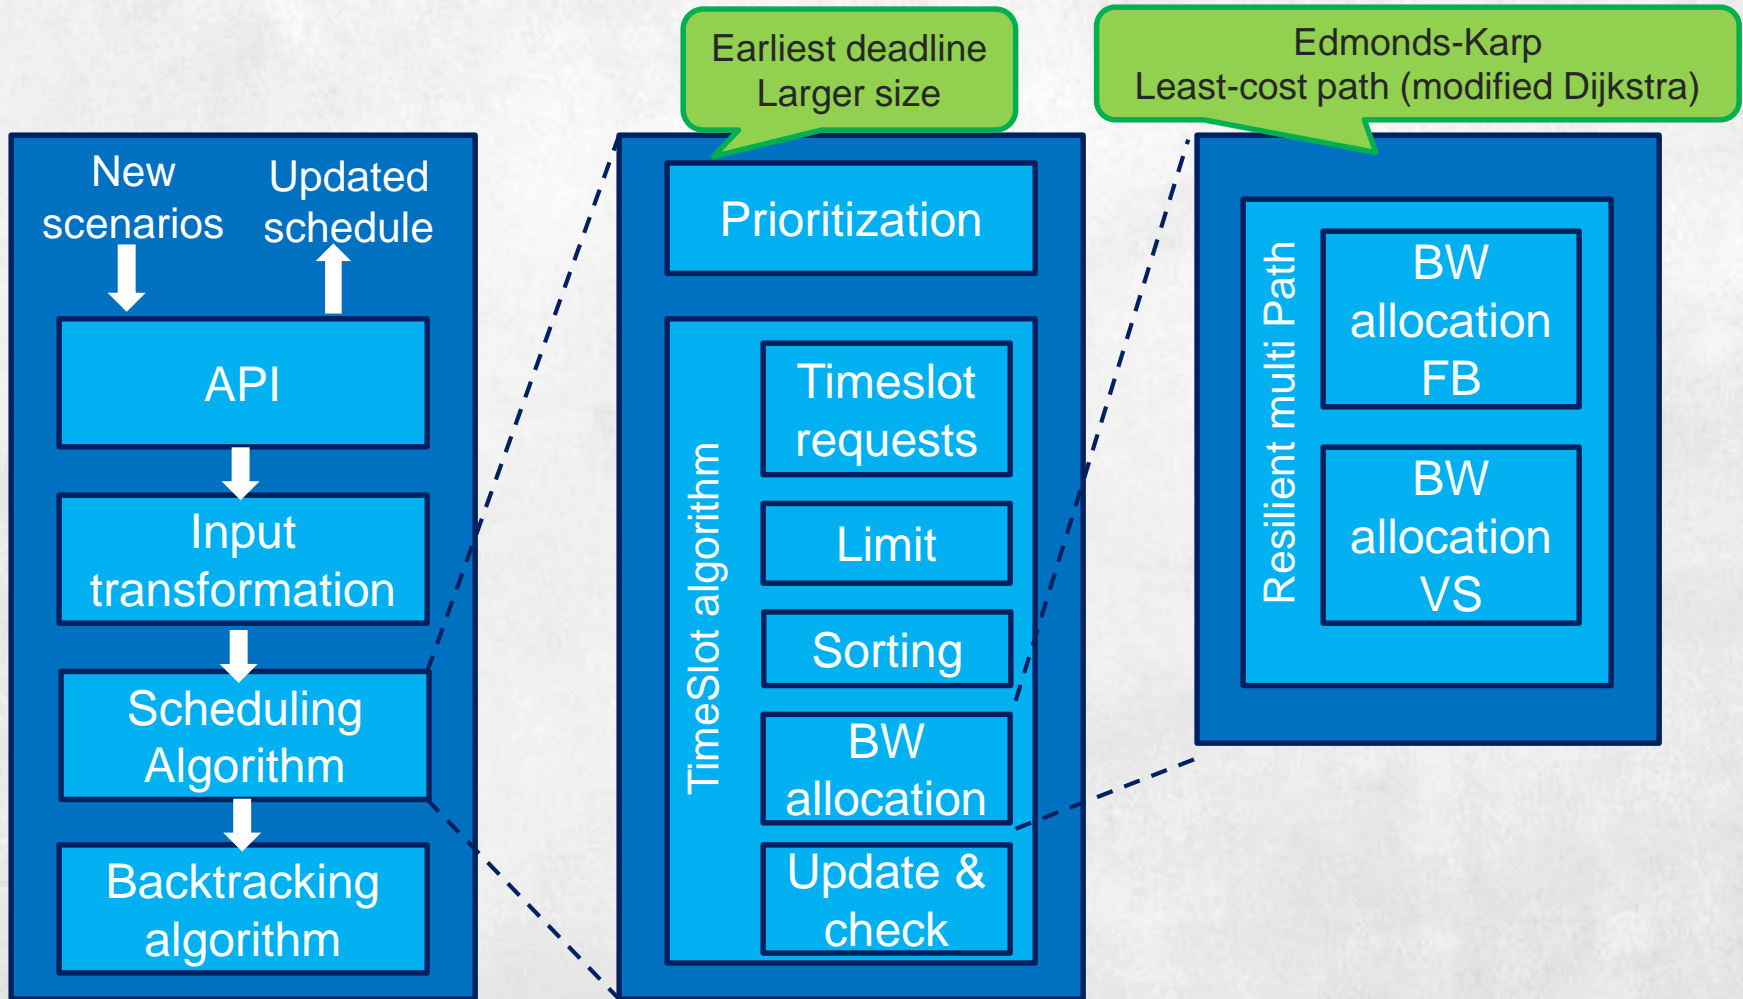 Earliest deadline
Larger size
Edmonds-Karp
Least-cost path (modified Dijkstra)
New
scenarios
Updated
schedule
API
Input
transformation
Scheduling
Algorithm
Backtracking
algorithm
Prioritization
TimeSlot algorithm
Timeslot
requests
Limit
Sorting
BW
allocation
Update &
check
Resilient multi Path
BW
allocation
FB
BW
allocation
VS